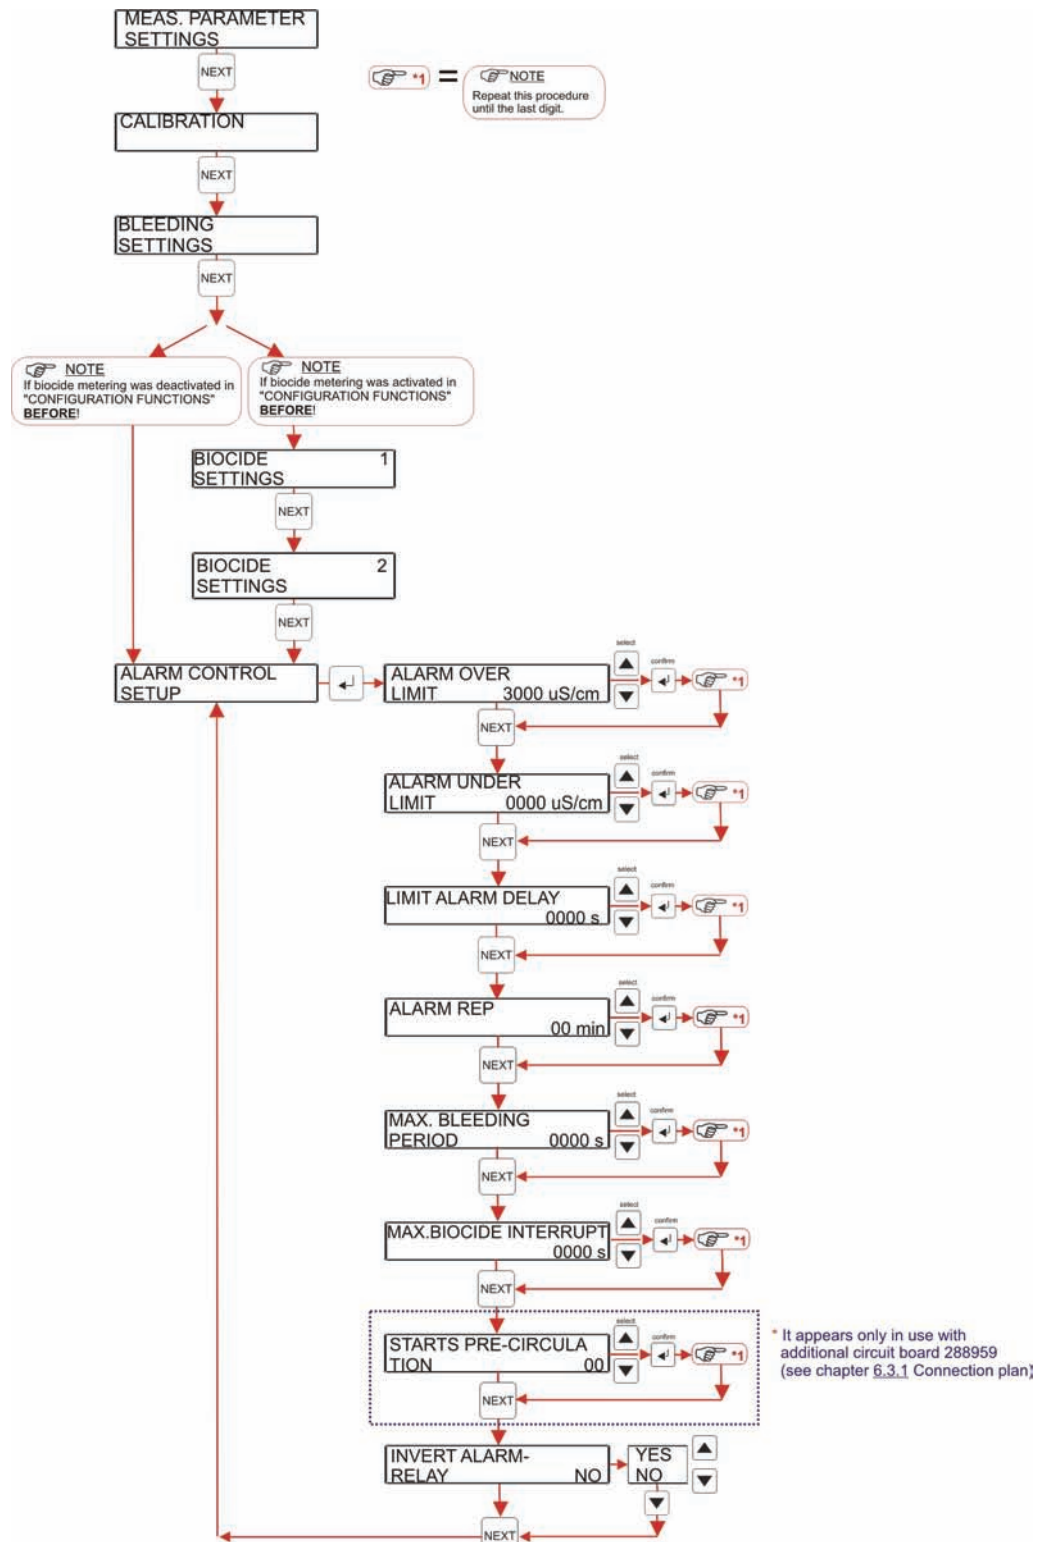 MEAS. PARAMETER
SETTINGS
NEXT
*1
=
NOTE
Repeat this procedure
until the last digit.
CALIBRATION
NEXT
BLEEDING
SETTINGS
NEXT
NOTE
If biocide metering was deactivated in
"CONFIGURATION FUNCTIONS"
BEFORE!
NOTE
If biocide metering was activated in
"CONFIGURATION FUNCTIONS"
BEFORE!
BIOCIDE 1
SETTINGS
NEXT
BIOCIDE 2
SETTINGS
NEXT
ALARM CONTROL
SETUP
ALARM OVER
LIMIT 3000 uS/cm
select
confirm
*1
NEXT
ALARM UNDER
LIMIT 0000 uS/cm
select
confirm
*1
NEXT
LIMIT ALARM DELAY
0000 s
select
confirm
*1
NEXT
ALARM REP
00 min
select
confirm
*1
NEXT
MAX. BLEEDING
PERIOD 0000 s
select
confirm
*1
NEXT
MAX.BIOCIDE INTERRUPT
0000 s
select
confirm
*1
NEXT
STARTS PRE-CIRCULA
TION 00
select
confirm
*1
NEXT
* It appears only in use with
additional circuit board 288959
(see chapter 6.3.1 Connection plan)
INVERT ALARM-
RELAY NO
YES
NO
NEXT